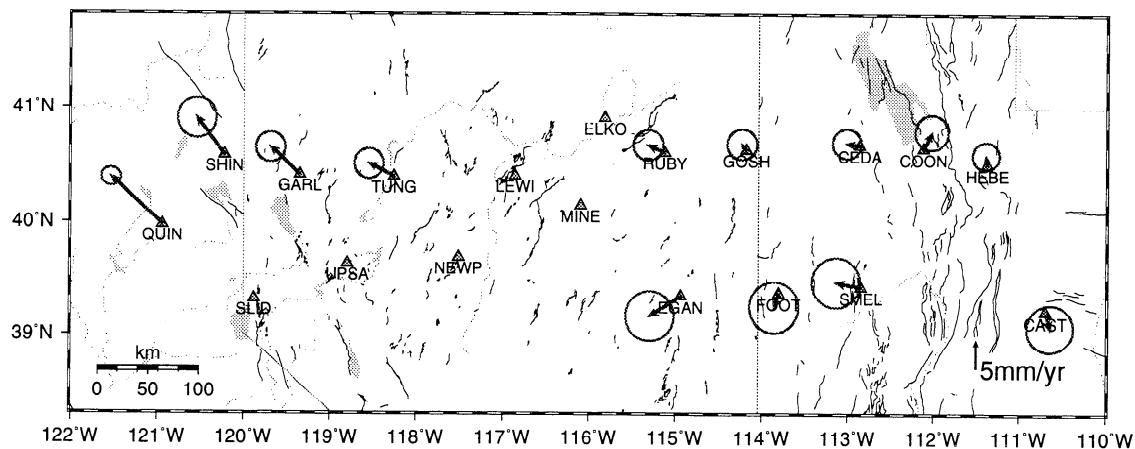 41°N
40°N
39°N
ELKO
SHIN
GARL
TUNG
LEWI
RUBY
GOSH
CEDA
COON
HEBE
QUIN
MINE
UPSA
NEWP
SLID
EGAN
FOOT
SMEL
CAST
km
0 50 100
5mm/yr
122°W 121°W 120°W 119°W 118°W 117°W 116°W 115°W 114°W 113°W 112°W 111°W 110°W